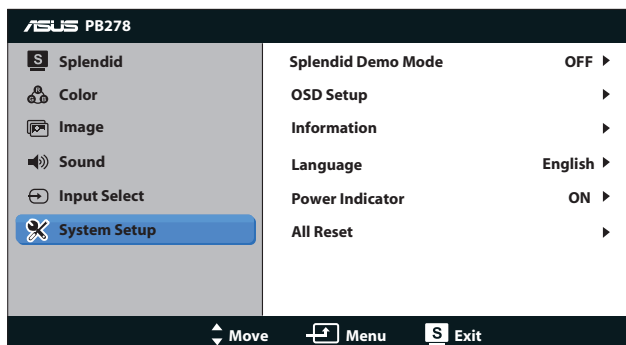 ASUS PB278
S Splendid
Color
Image
Sound
Input Select
System Setup
Splendid Demo Mode OFF
OSD Setup
Information
Language English
Power Indicator ON
All Reset
Move Menu S Exit